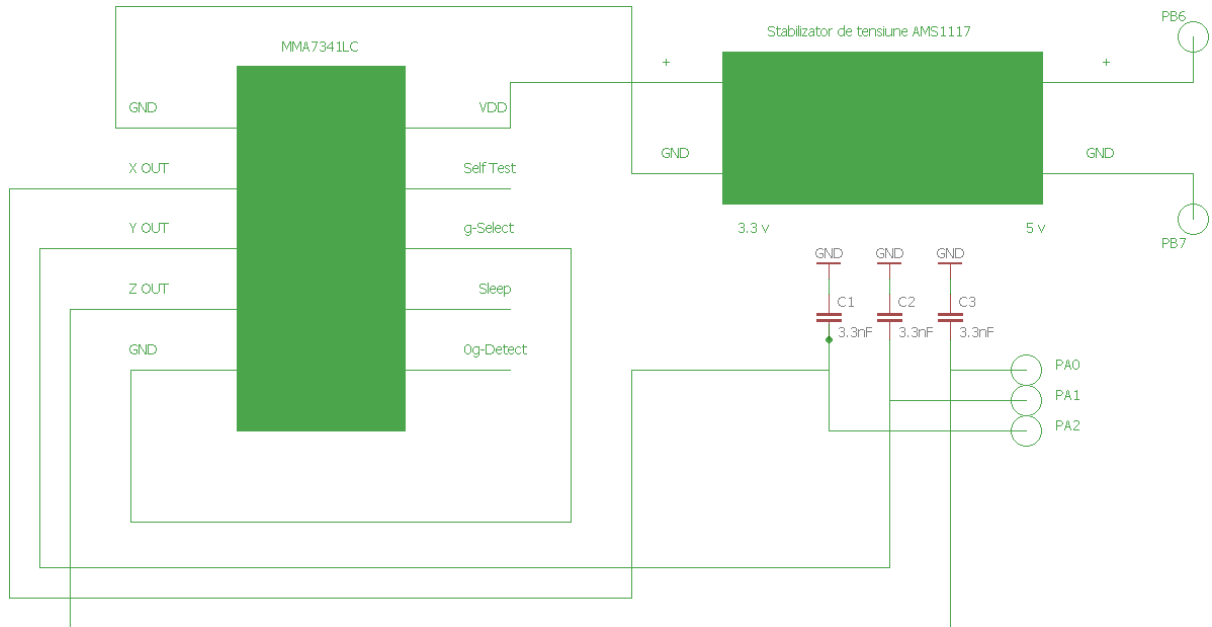 PB6
Stabilizator de tensiune AMS1117
MMA7341LC
+
+
GND
VDD
GND
GND
X OUT
Self Test
Y OUT
g-Select
3.3 v
5 v
PB7
GND
GND
GND
Z OUT
Sleep
C1
C2
C3
3.3nF
3.3nF
3.3nF
GND
0g-Detect
PA0
PA1
PA2